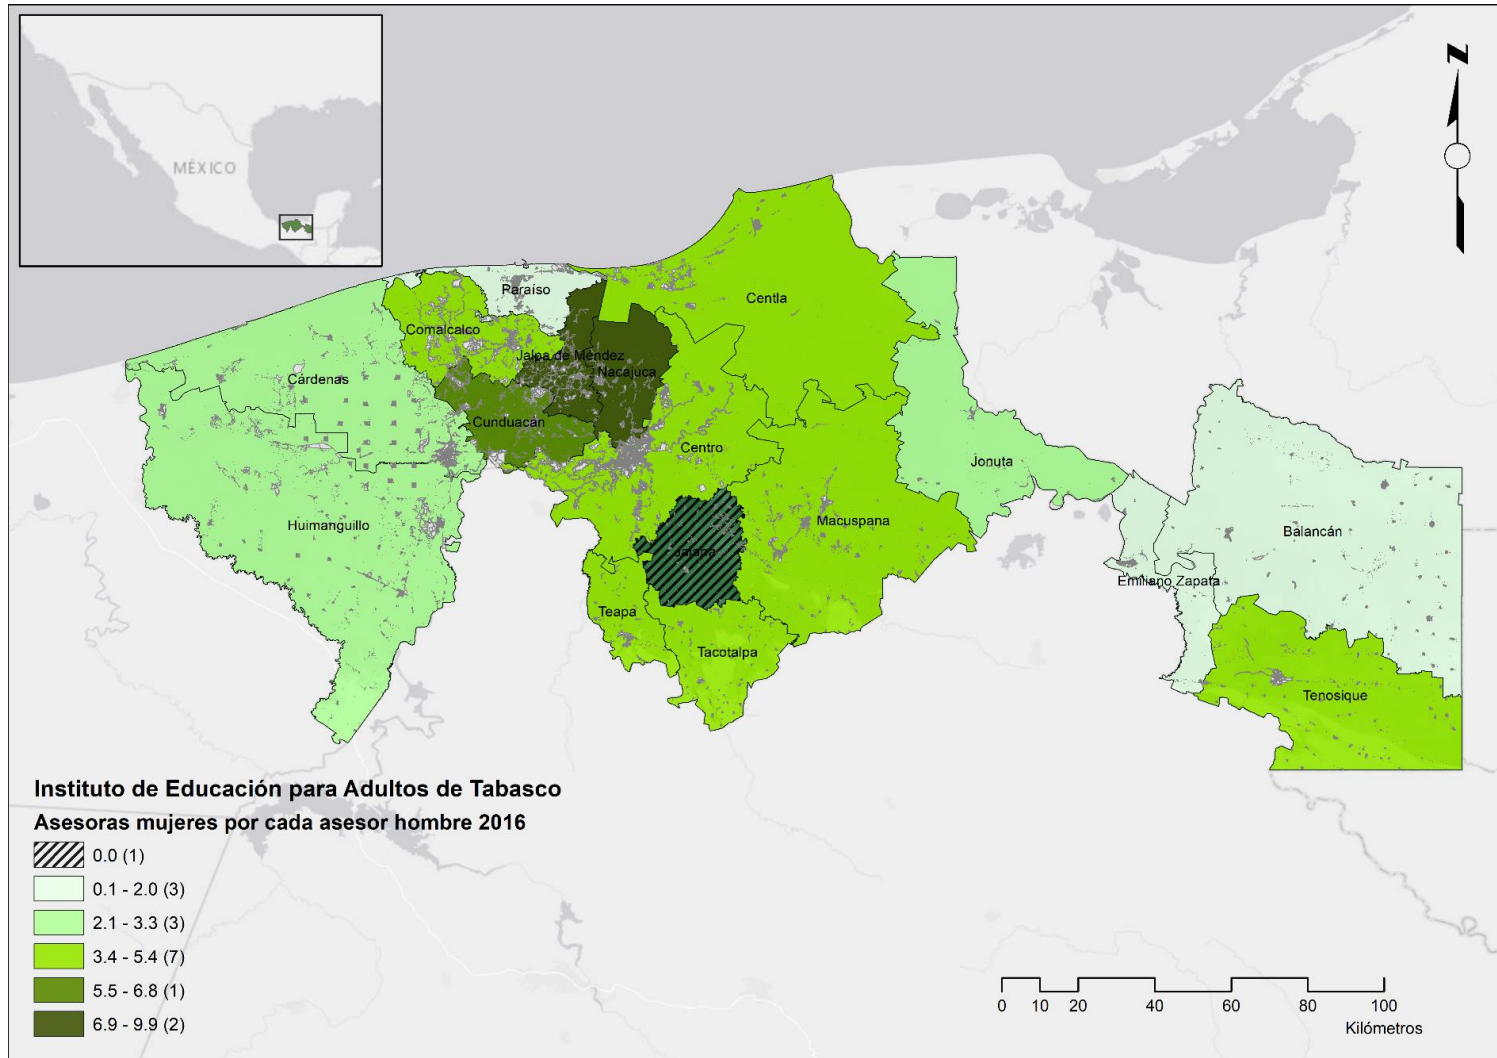 MÉXICO
N
Paraíso
Centla
Comalcalco
Jalpa de Méndez
Nacajuca
Cárdenas
Cunduacán
Centro
Jonuta
Macuspana
Huimanguillo
Balancán
Jalapa
Emiliano Zapata
Teapa
Tacotalpa
Tenosique
Instituto de Educación para Adultos de Tabasco
Asesoras mujeres por cada asesor hombre 2016
0.0 (1)
0.1 - 2.0 (3)
2.1 - 3.3 (3)
3.4 - 5.4 (7)
5.5 - 6.8 (1)
6.9 - 9.9 (2)
0 10 20 40 60 80 100
Kilómetros